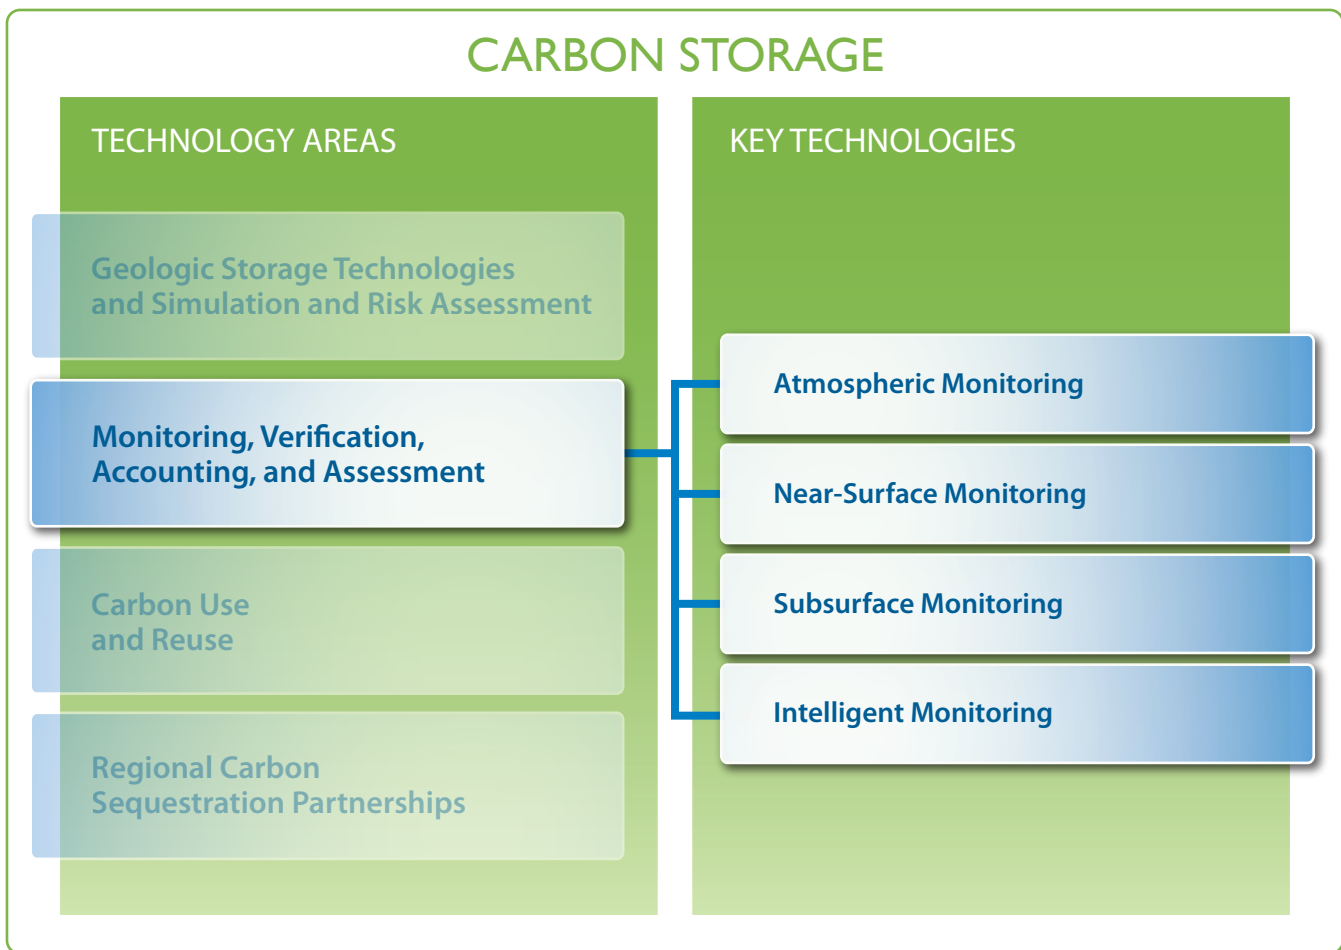 CARBON STORAGE
TECHNOLOGY AREAS
Geologic Storage Technologies
and Simulation and Risk Assessment
Monitoring, Verification,
Accounting, and Assessment
Carbon Use
and Reuse
Regional Carbon
Sequestration Partnerships
KEY TECHNOLOGIES
Atmospheric Monitoring
Near-Surface Monitoring
Subsurface Monitoring
Intelligent Monitoring